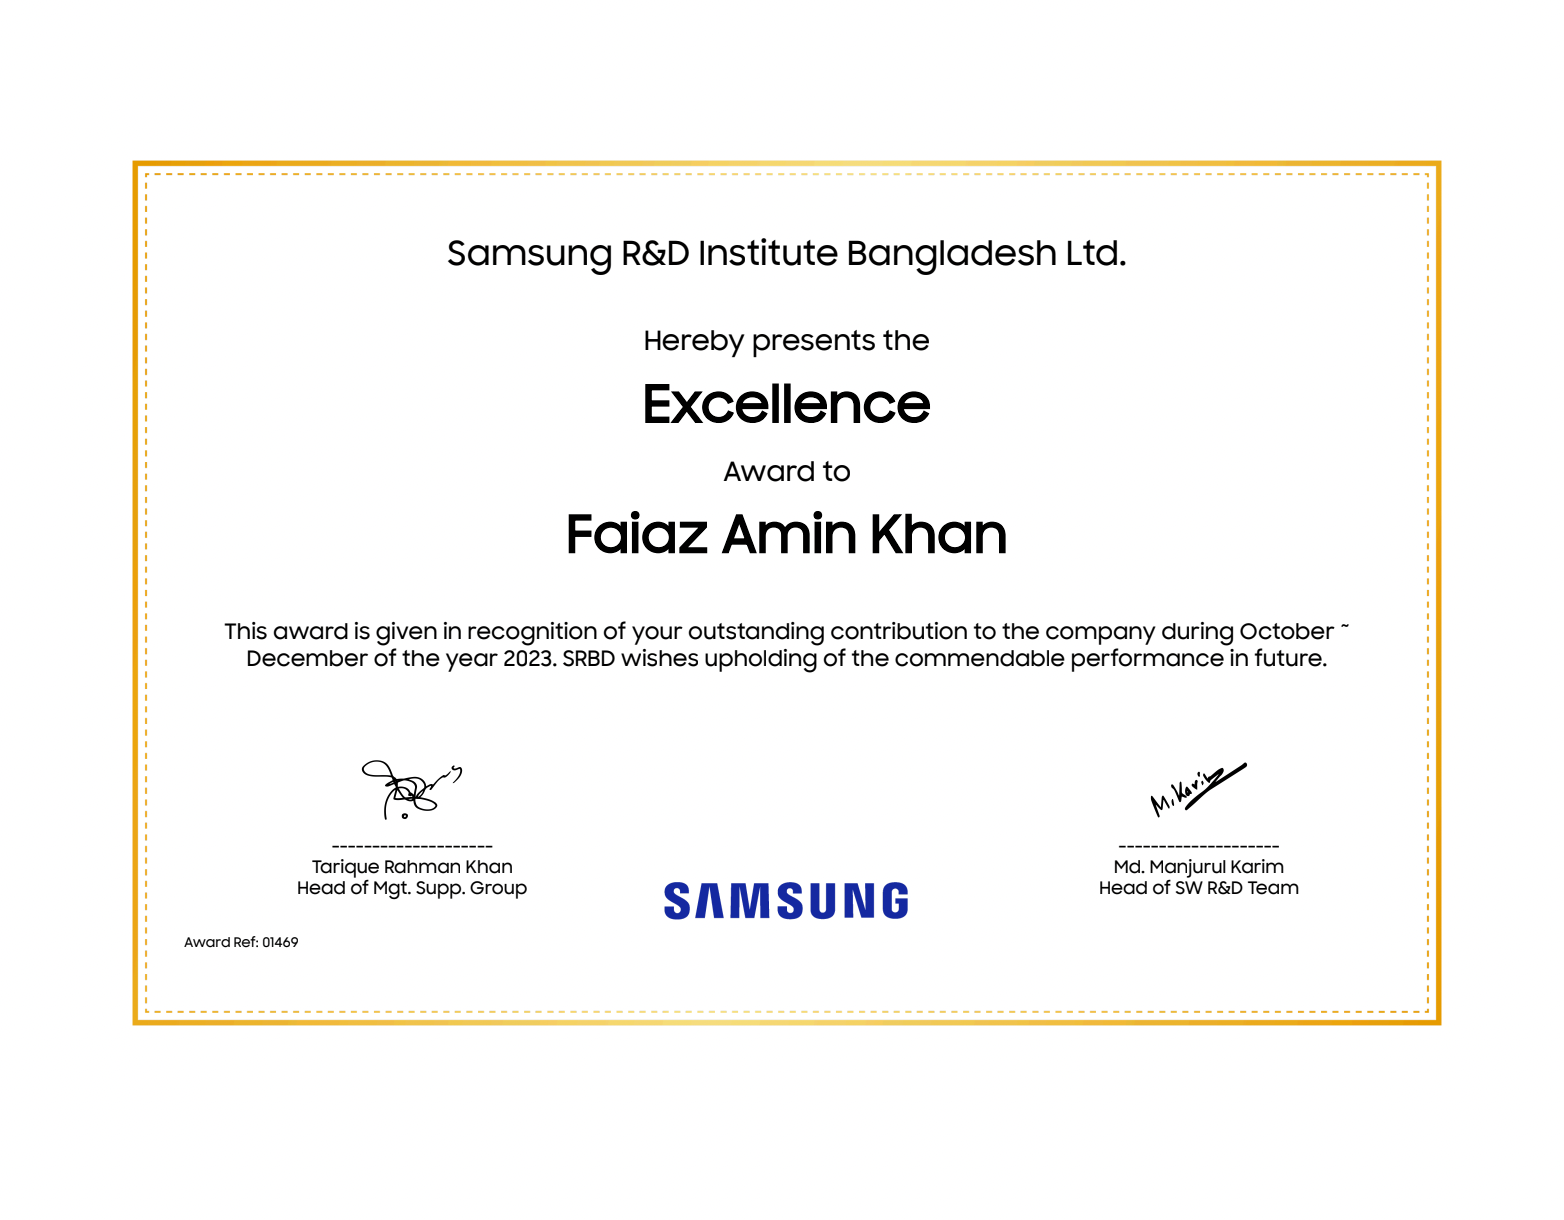 Samsung R&D Institute Bangladesh Ltd.
Hereby presents the
Excellence
Award to
Faiaz Amin Khan
This award is given in recognition of your outstanding contribution to the company during October ~
December of the year 2023. SRBD wishes upholding of the commendable performance in future.
M. Karim
--------------------
Tarique Rahman Khan
Head of Mgt. Supp. Group
--------------------
Md. Manjurul Karim
Head of SW R&D Team
SAMSUNG
Award Ref: 01469